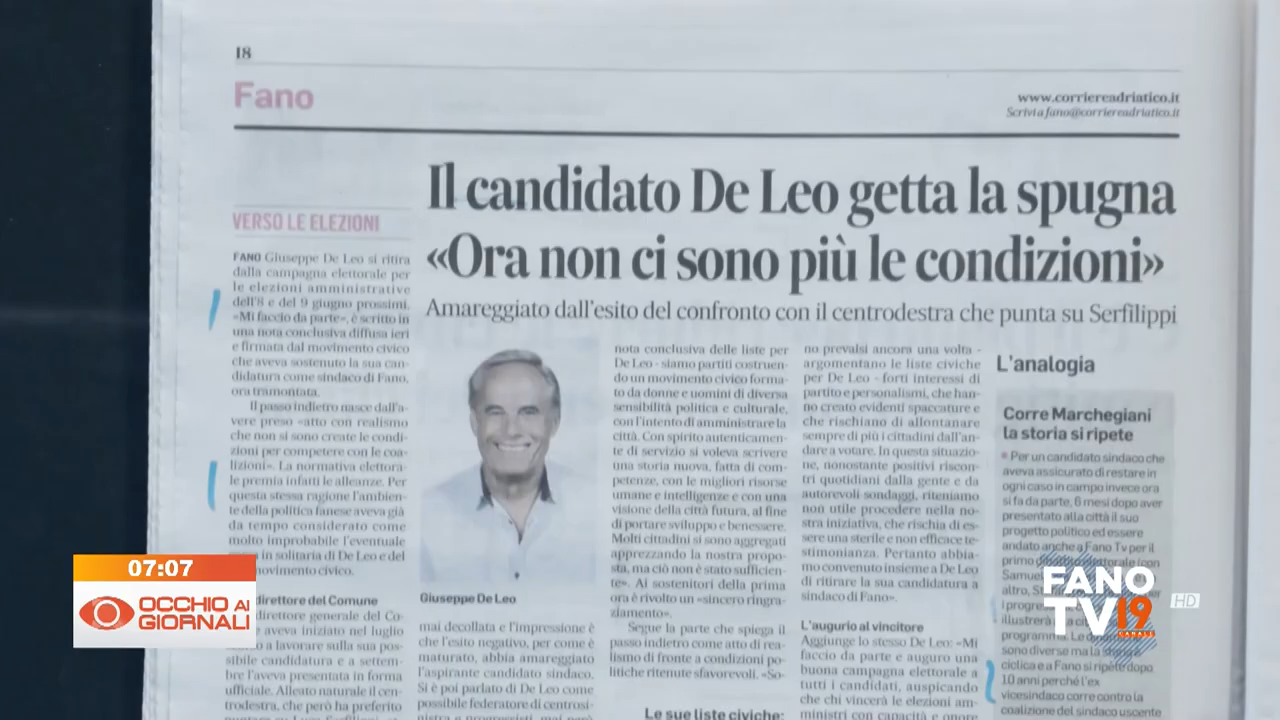 18
Fano
www.corriereadriatico.it
Scrivi a fano@corriereadriatico.it
Il candidato De Leo getta la spugna
«Ora non ci sono più le condizioni»
Amareggiato dall'esito del confronto con il centrodestra che punta su Serfilippi
VERSO LE ELEZIONI
FANO Giuseppe De Leo si ritira
dalla campagna elettorale per
le elezioni amministrative
dell'8 e del 9 giugno prossimi.
«Mi faccio da parte», è scritto in
una nota conclusiva diffusa ieri
e firmata dal movimento civico
che aveva sostenuto la sua can-
didatura come sindaco di Fano,
ora tramontata.
Il passo indietro nasce dall'a-
vere preso «atto con realismo
che non si sono create le condi-
zioni per competere con le coa-
lizioni». La normativa elettora-
le premia infatti le alleanze. Per
questa stessa ragione l'ambien-
te della politica fanese aveva già
da tempo considerato come
molto improbabile l'eventuale
in solitaria di De Leo e del
movimento civico.
direttore del Comune
direttore generale del Co-
aveva iniziato nel luglio
a lavorare sulla sua pos-
sibile candidatura e a settem-
bre l'aveva presentata in forma
ufficiale. Alleato naturale il cen-
trodestra, che però ha preferito
Giuseppe De Leo
mai decollata e l'impressione è
che l'esito negativo, per come è
maturato, abbia amareggiato
l'aspirante candidato sindaco.
Si è poi parlato di De Leo come
possibile federatore di centrosi-
nota conclusiva delle liste per
De Leo - siamo partiti costruen-
do un movimento civico forma-
to da donne e uomini di diversa
sensibilità politica e culturale,
con l'intento di amministrare la
città. Con spirito autenticamen-
te di servizio si voleva scrivere
una storia nuova, fatta di com-
petenze, con le migliori risorse
umane e intelligenze e con una
visione della città futura, al fine
di portare sviluppo e benessere.
Molti cittadini si sono aggregati
apprezzando la nostra propo-
sta, ma ciò non è stato sufficien-
te». Ai sostenitori della prima
ora è rivolto un «sincero ringra-
ziamento».
Segue la parte che spiega il
passo indietro come atto di rea-
lismo di fronte a condizioni po-
litiche ritenute sfavorevoli. «So-
Le sue liste civiche:
no prevalsi ancora una volta -
argomentano le liste civiche
per De Leo - forti interessi di
partito e personalismi, che han-
no creato evidenti spaccature e
che rischiano di allontanare
sempre di più i cittadini dall'an-
dare a votare. In questa situazio-
ne, nonostante positivi riscon-
tri quotidiani dalla gente e da
autorevoli sondaggi, riteniamo
non utile procedere nella no-
stra iniziativa, che rischia di es-
sere una sterile e non efficace te-
stimonianza. Pertanto abbia-
mo convenuto insieme a De Leo
di ritirare la sua candidatura a
sindaco di Fano».
L'augurio al vincitore
Aggiunge lo stesso De Leo: «Mi
faccio da parte e auguro una
buona campagna elettorale a
tutti i candidati, auspicando
che chi vincerà le elezioni am-
ministri con capacità e onore
L'analogia
Corre Marchegiani
la storia si ripete
• Per un candidato sindaco che
aveva assicurato di restare in
ogni caso in campo invece ora
si fa da parte, 6 mesi dopo aver
presentato alla città il suo
progetto politico ed essere
andato anche a Fano Tv per il
primo
Samuel
altro,
i progre
illustrerà
programma. Le
sono diverse ma la
ciclica e a Fano si ripete dopo
10 anni perché l'ex
vicesindaco corre contro la
coalizione del sindaco uscente
07:07
OCCHIO AI
GIORNALI
FANO
TV19
CANALE
HD